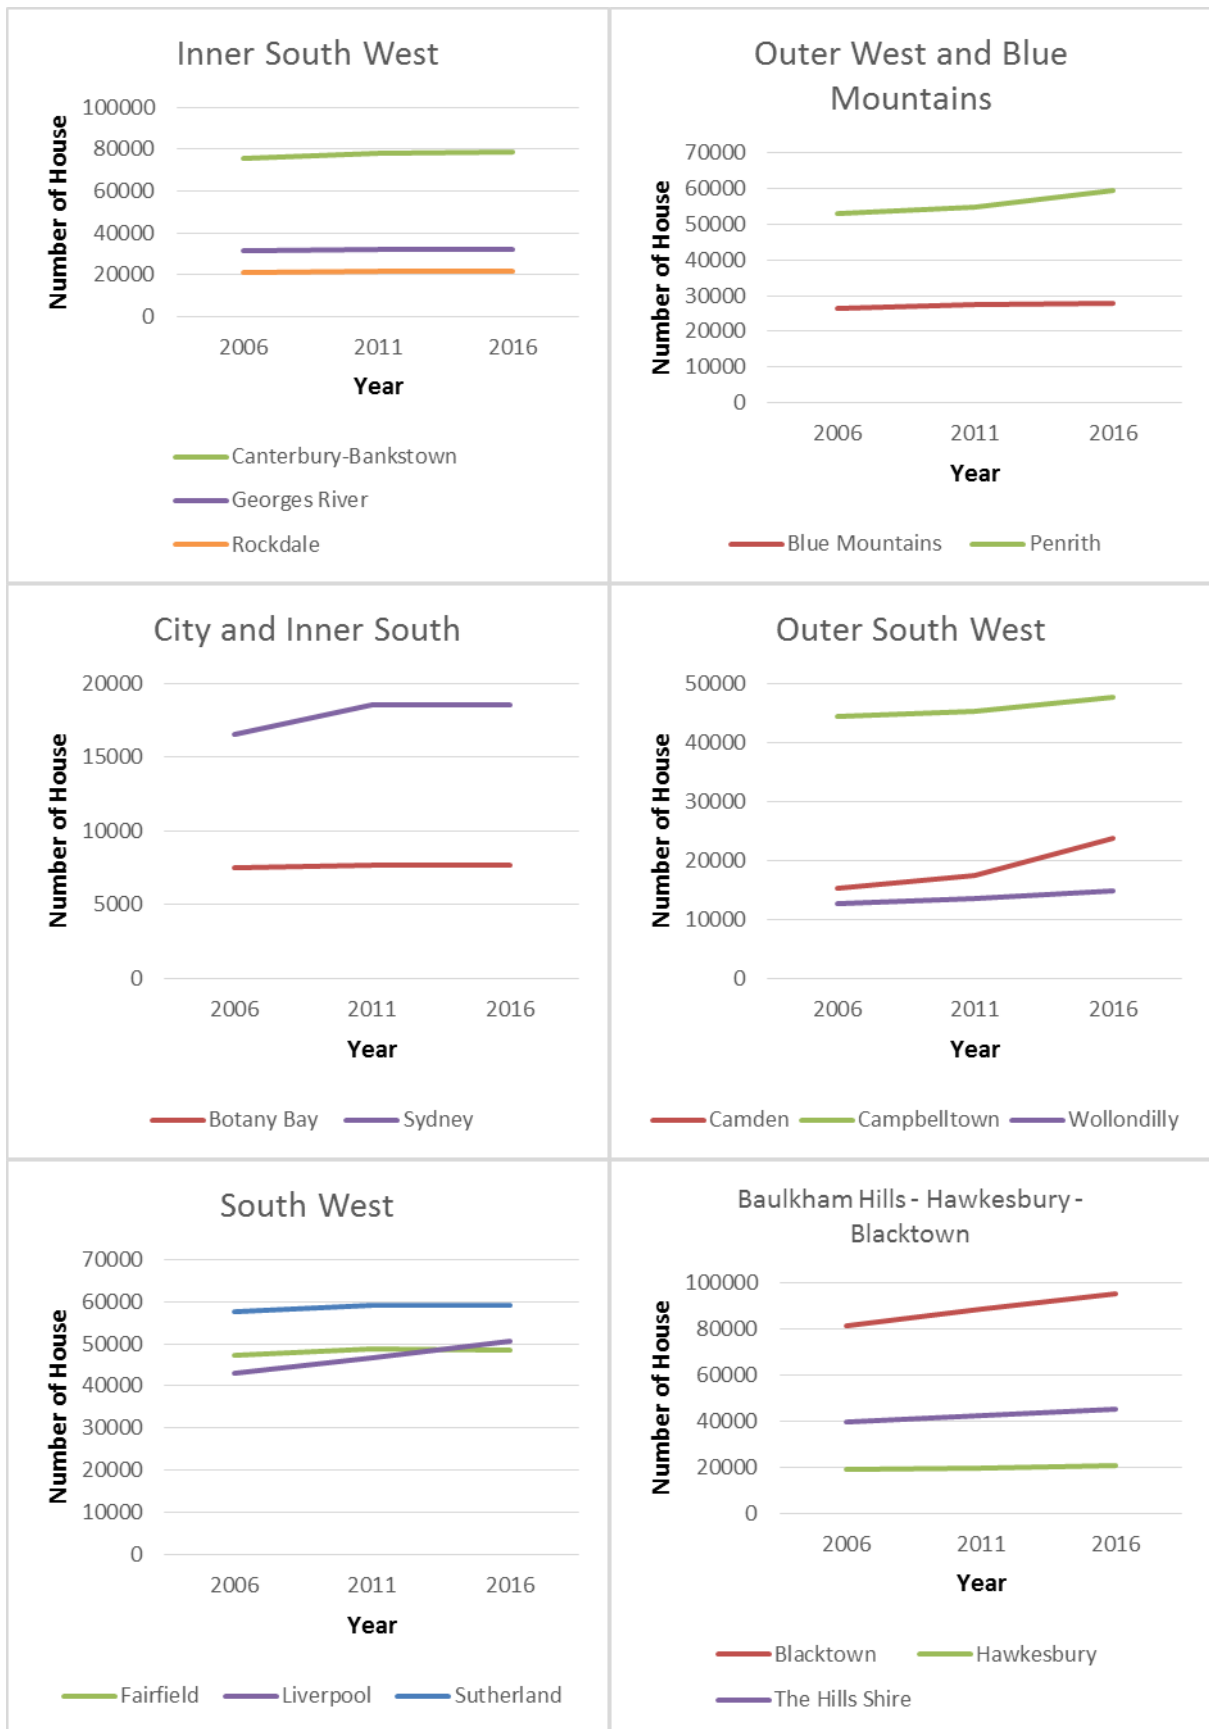 Inner South West
Number of House
100000
80000
60000
40000
20000
0
2006 2011 2016
Year
Canterbury-Bankstown
Georges River
Rockdale
Outer West and Blue
Mountains
Number of House
70000
60000
50000
40000
30000
20000
10000
0
2006 2011 2016
Year
Blue Mountains Penrith
City and Inner South
Number of House
20000
15000
10000
5000
0
2006 2011 2016
Year
Botany Bay Sydney
Outer South West
Number of House
50000
40000
30000
20000
10000
0
2006 2011 2016
Year
Camden Campbelltown Wollondilly
South West
Number of House
70000
60000
50000
40000
30000
20000
10000
0
2006 2011 2016
Year
Fairfield Liverpool Sutherland
Baulkham Hills - Hawkesbury -
Blacktown
Number of House
100000
80000
60000
40000
20000
0
2006 2011 2016
Year
Blacktown Hawkesbury
The Hills Shire